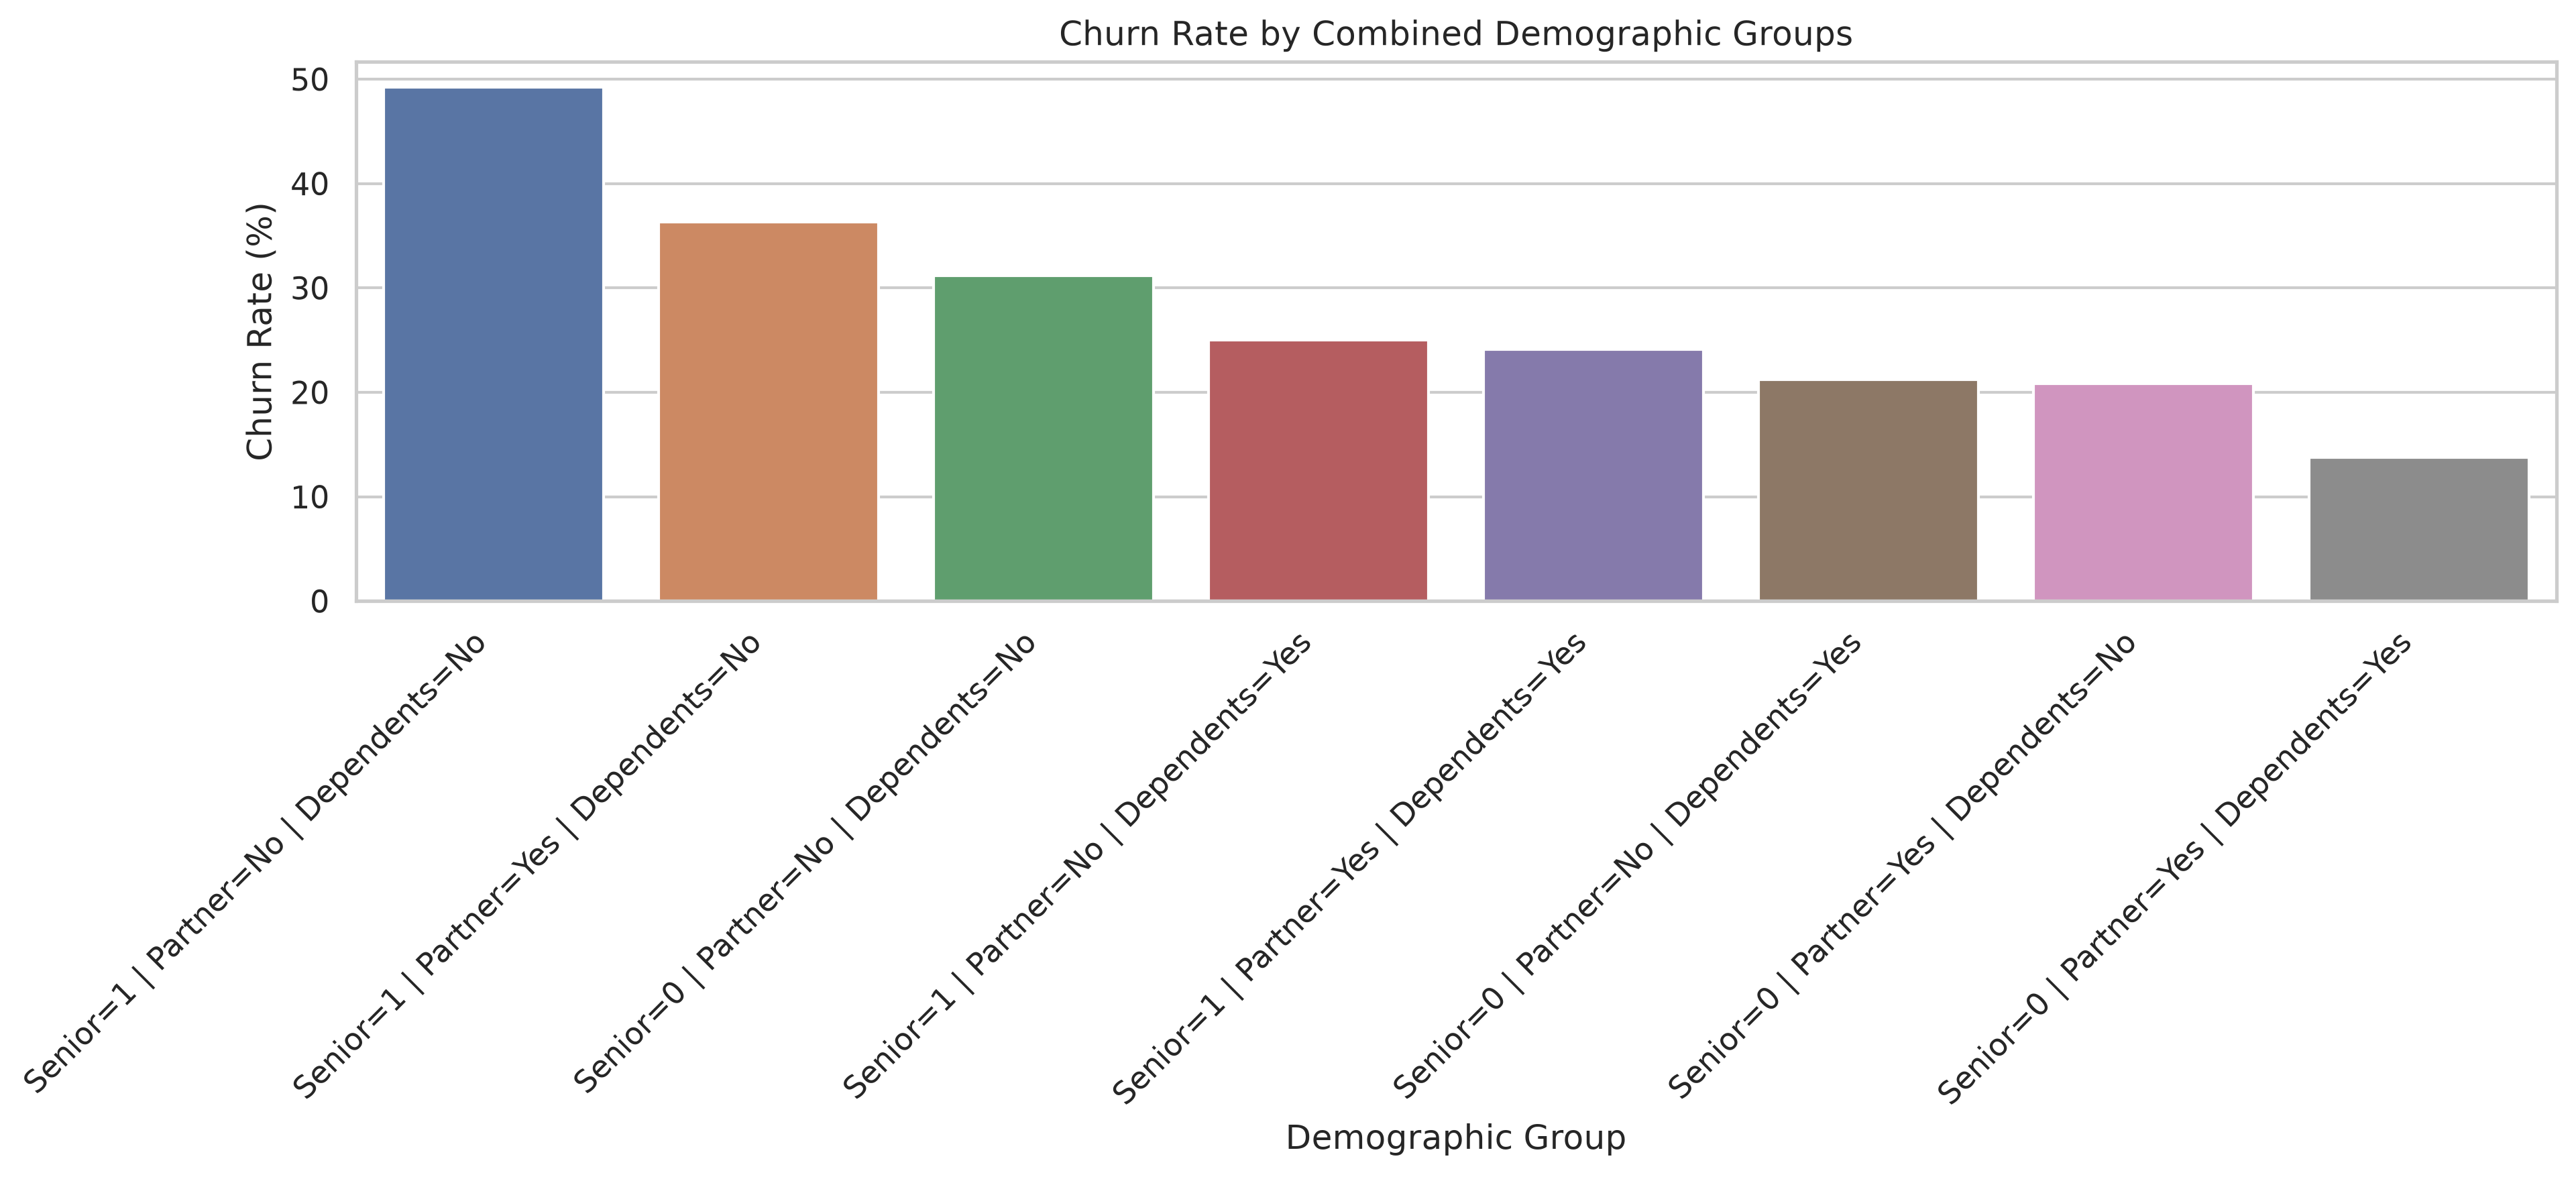 Churn Rate by Combined Demographic Groups
Churn Rate (%)
50
40
30
20
10
0
Senior=1 | Partner=No | Dependents=No
Senior=1 | Partner=Yes | Dependents=No
Senior=0 | Partner=No | Dependents=No
Senior=1 | Partner=No | Dependents=Yes
Senior=1 | Partner=Yes | Dependents=Yes
Senior=0 | Partner=No | Dependents=Yes
Senior=0 | Partner=Yes | Dependents=No
Senior=0 | Partner=Yes | Dependents=Yes
Demographic Group